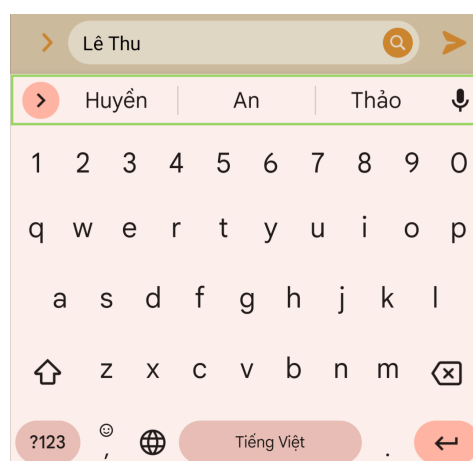 Lê Thu
Huyền An Thảo
1 2 3 4 5 6 7 8 9 0
q w e r t y u i o p
a s d f g h j k l
z x c v b n m
?123 , Tiếng Việt .